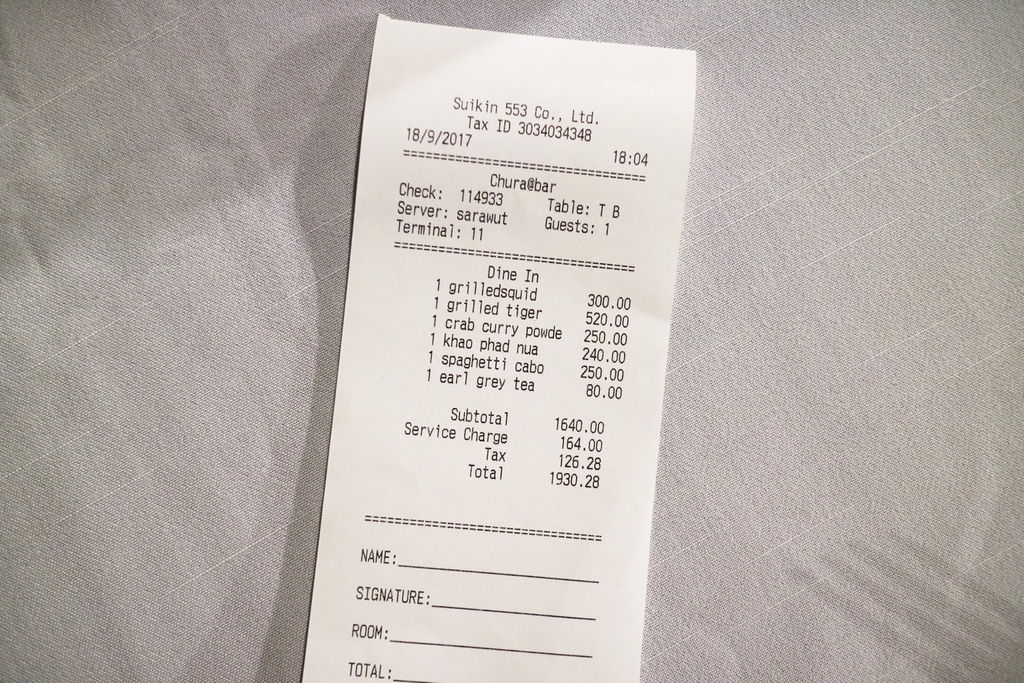 Suikin 553 Co., Ltd.
Tax ID 3034034348
18/9/2017 18:04
=================================
Chura@bar
Check: 114933 Table: T B
Server: sarawut Guests: 1
Terminal: 11
=================================
Dine In
1 grilledsquid 300.00
1 grilled tiger 520.00
1 crab curry powde 250.00
1 khao phad nua 240.00
1 spaghetti cabo 250.00
1 earl grey tea 80.00
Subtotal 1640.00
Service Charge 164.00
Tax 126.28
Total 1930.28
=================================
NAME:
SIGNATURE:
ROOM:
TOTAL: